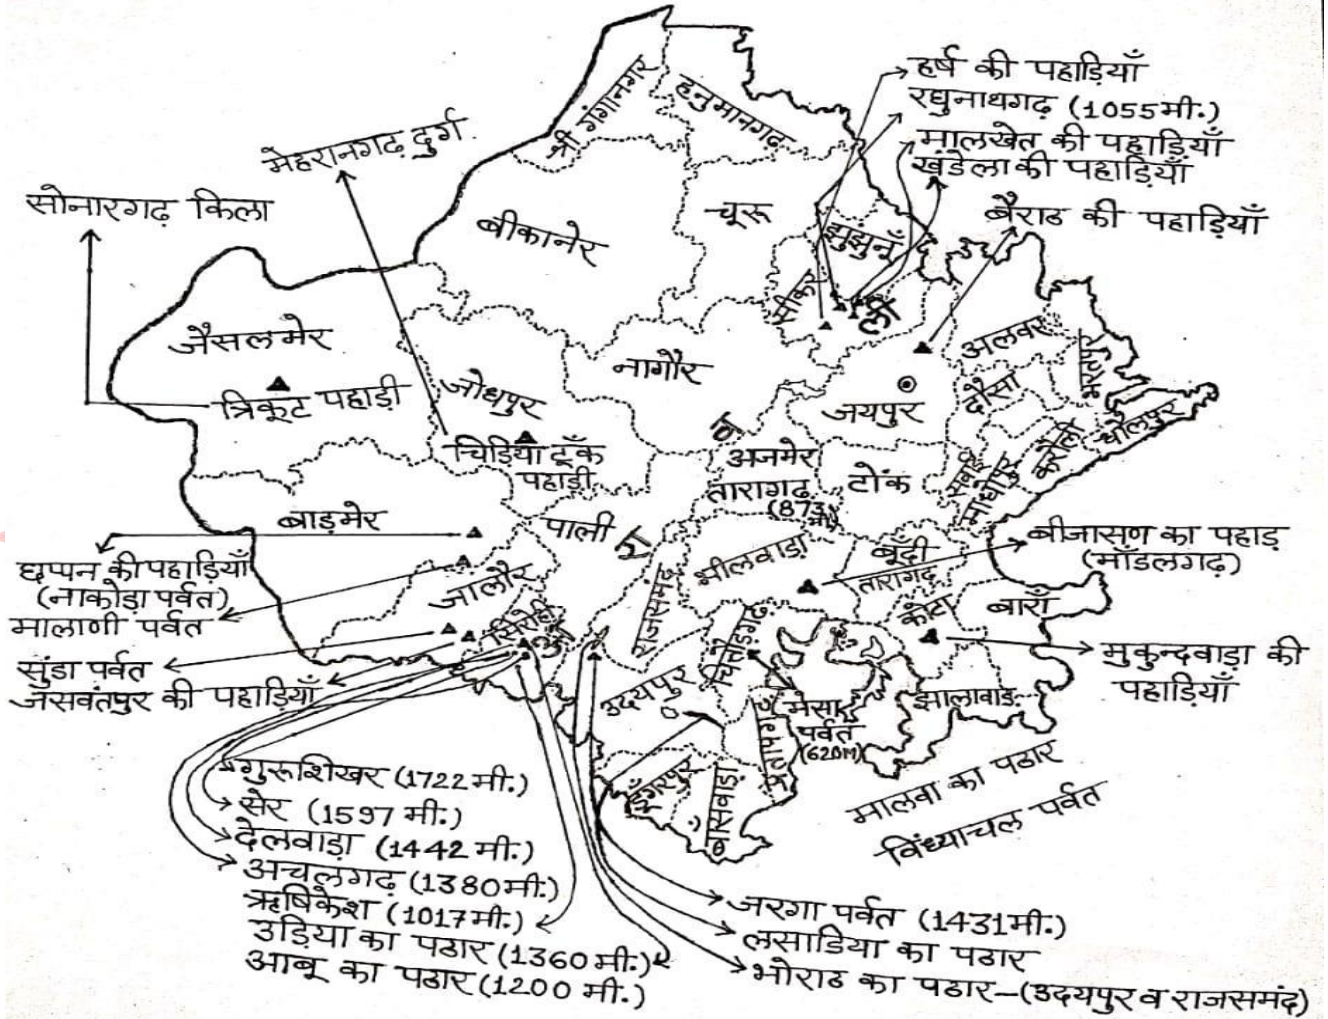 हर्ष की पहाड़ियाँ
रघुनाथगढ़ (1055मी.)
मालखेत की पहाड़ियाँ
खंडेला की पहाड़ियाँ
बैराठ की पहाड़ियाँ
मेहरानगढ़ दुर्ग
सोनारगढ़ किला
श्री गंगानगर
हनुमानगढ़
बीकानेर
चूरू
झुंझुनूँ
सीकर
ली
जैसलमेर
त्रिकूट पहाड़ी
जोधपुर
चिड़िया टूँक
पहाड़ी
नागौर
जयपुर
अलवर
भरतपुर
दौसा
करौली
धौलपुर
सवाई
माधोपुर
व
अजमेर
तारागढ़
(873मी.)
टोंक
बाड़मेर
पाली
रा
भीलवाड़ा
बूँदी
तारागढ़
कोटा
बाराँ
बीजासण का पहाड़
(माँडलगढ़)
छप्पन की पहाड़ियाँ
(नाकोड़ा पर्वत)
मालाणी पर्वत
जालौर
सिरोही
राजसमंद
चित्तौड़गढ़
सुंडा पर्वत
जसवंतपुर की पहाड़ियाँ
उदयपुर
मेसा
पर्वत
(620M)
प्रतापगढ़
झालावाड़
मुकुन्दवाड़ा की
पहाड़ियाँ
डूँगरपुर
बाँसवाड़ा
मालवा का पठार
विंध्याचल पर्वत
गुरूशिखर (1722 मी.)
सेर (1597 मी.)
देलवाड़ा (1442 मी.)
अचलगढ़ (1380मी.)
ऋषिकेश (1017मी.)
उड़िया का पठार (1360 मी.)
आबू का पठार (1200 मी.)
जरगा पर्वत (1431मी.)
लसाडिया का पठार
भोराठ का पठार-(उदयपुर व राजसमंद)